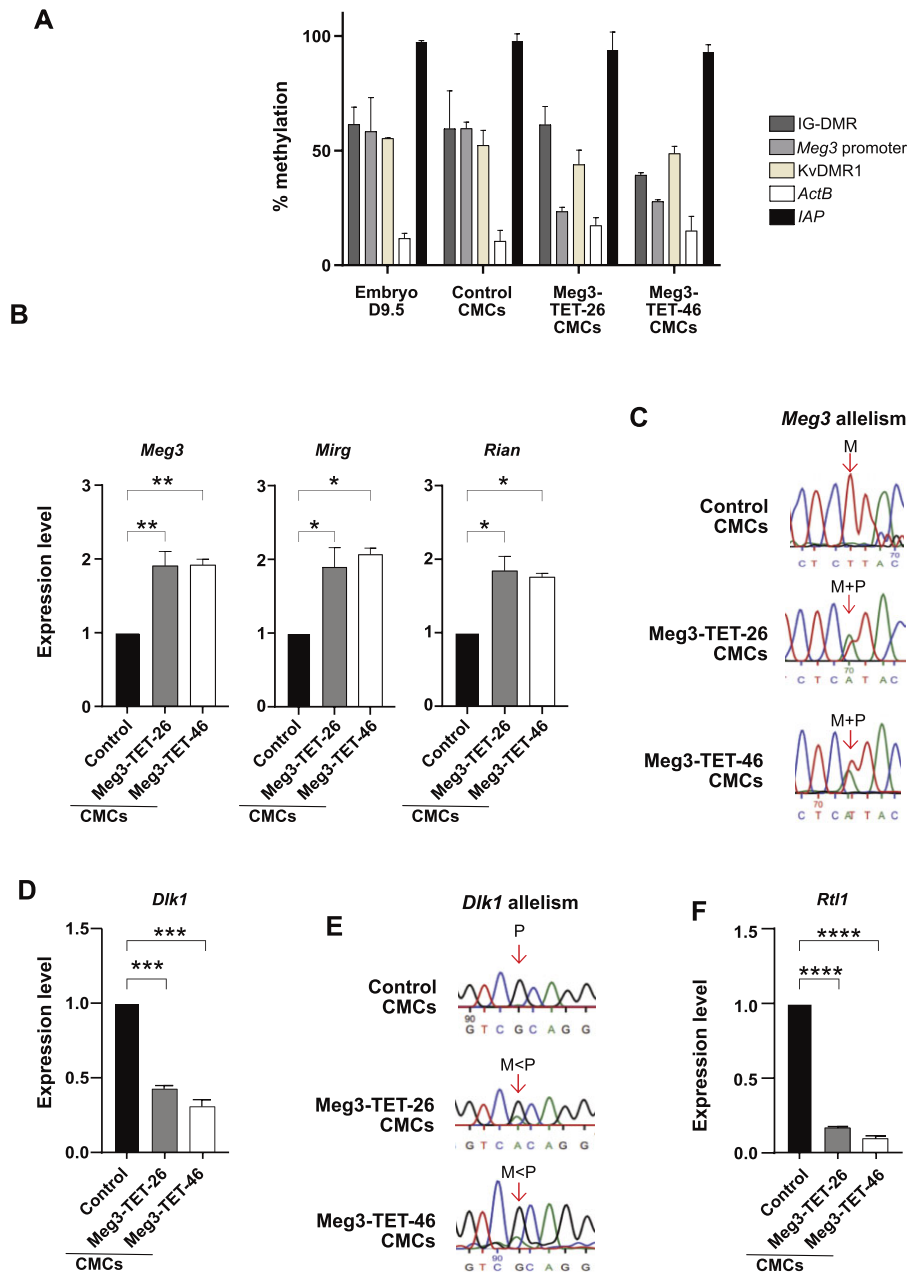 A
% methylation
100
50
0
Embryo
D9.5
Control
CMCs
Meg3-
TET-26
CMCs
Meg3-
TET-46
CMCs
IG-DMR
Meg3 promoter
KvDMR1
ActB
IAP
B
Expression level
Meg3
3
2
1
0
**
**
Control
Meg3-TET-26
Meg3-TET-46
CMCs
Mirg
3
2
1
0
*
*
Control
Meg3-TET-26
Meg3-TET-46
CMCs
Rian
3
2
1
0
*
*
Control
Meg3-TET-26
Meg3-TET-46
CMCs
C
Meg3 allelism
M
Control
CMCs
C T C T T A C
70
M+P
Meg3-TET-26
CMCs
70
C T C A T A C
M+P
Meg3-TET-46
CMCs
70
C T C A T T A C
D
Dlk1
Expression level
1.5
1.0
0.5
0.0
***
***
Control
Meg3-TET-26
Meg3-TET-46
CMCs
E
Dlk1 allelism
P
Control
CMCs
90
G T C G C A G G
M<P
Meg3-TET-26
CMCs
G T C A C A G G
M<P
Meg3-TET-46
CMCs
90
G T C G C A G G
F
Rtl1
Expression level
1.5
1.0
0.5
0.0
****
****
Control
Meg3-TET-26
Meg3-TET-46
CMCs